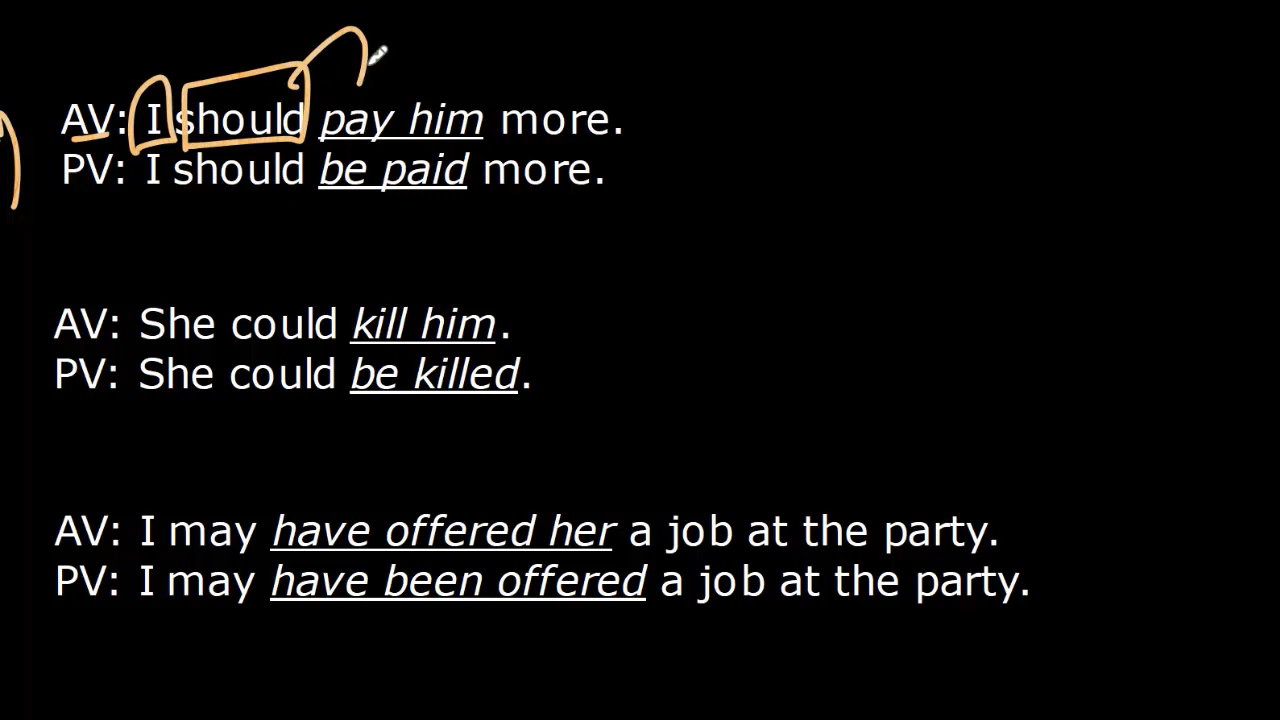 AV: I should pay him more.
PV: I should be paid more.
AV: She could kill him.
PV: She could be killed.
AV: I may have offered her a job at the party.
PV: I may have been offered a job at the party.